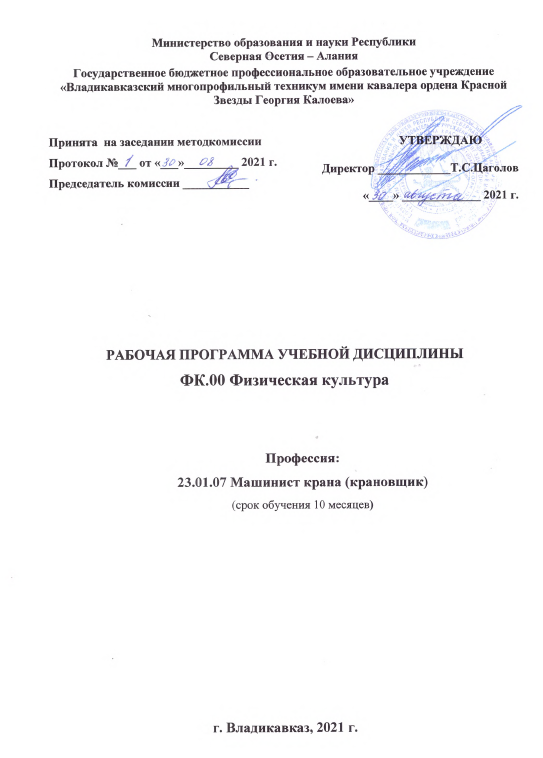 Министерство образования и науки Республики
Северная Осетия – Алания
Государственное бюджетное профессиональное образовательное учреждение
«Владикавказский многопрофильный техникум имени кавалера ордена Красной
Звезды Георгия Калоева»
Принята на заседании методкомиссии
Протокол № 1 от «30» 08 2021 г.
Председатель комиссии ___________
УТВЕРЖДАЮ
Директор ____________Т.С.Цаголов
«30» августа 2021 г.
РАБОЧАЯ ПРОГРАММА УЧЕБНОЙ ДИСЦИПЛИНЫ
ФК.00 Физическая культура
Профессия:
23.01.07 Машинист крана (крановщик)
(срок обучения 10 месяцев)
г. Владикавказ, 2021 г.